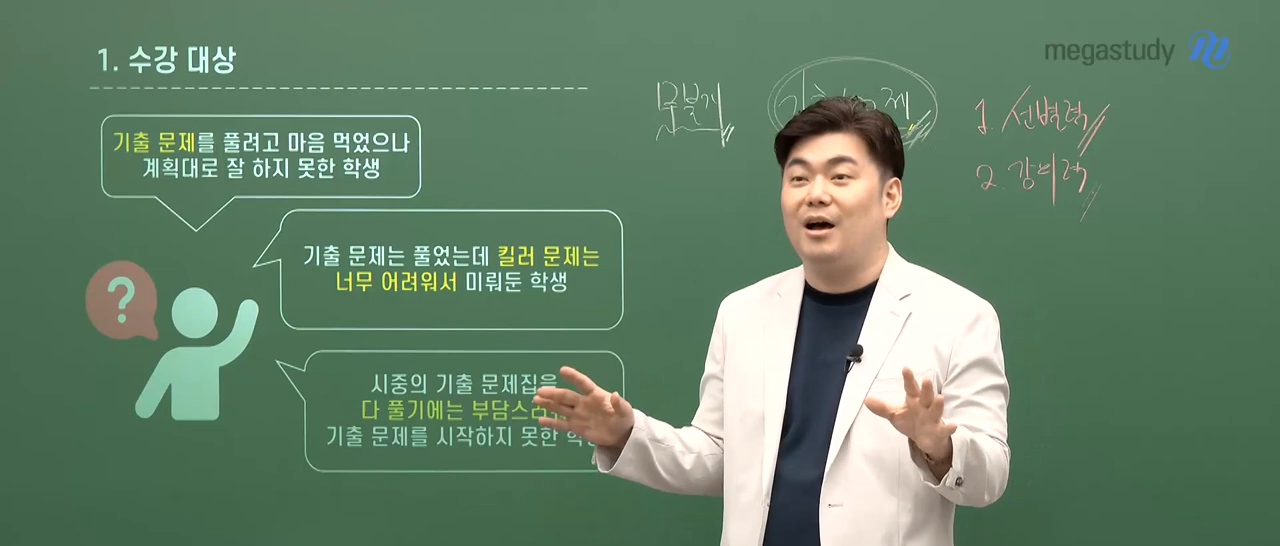 1. 수강 대상
기출 문제를 풀려고 마음 먹었으나
계획대로 잘 하지 못한 학생
기출 문제는 풀었는데 킬러 문제는
너무 어려워서 미뤄둔 학생
시중의 기출 문제집을
다 풀기에는
기출 문제를 시작하지 못한
무불개
1. 선별력
2. 강의력
megastudy